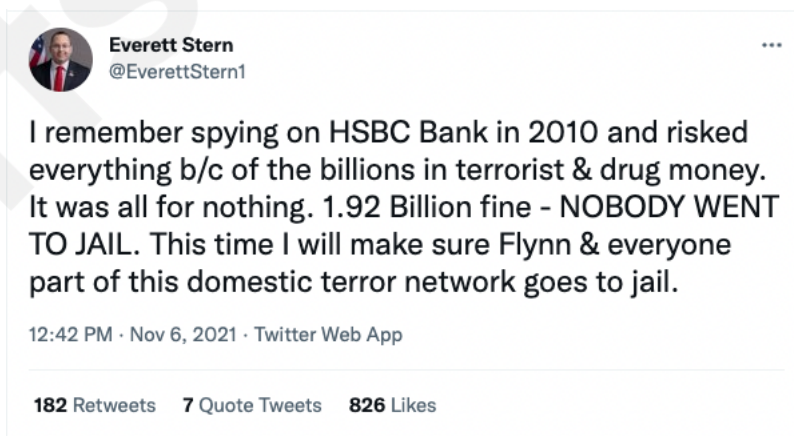 Everett Stern
@EverettStern1
I remember spying on HSBC Bank in 2010 and risked
everything b/c of the billions in terrorist & drug money.
It was all for nothing. 1.92 Billion fine - NOBODY WENT
TO JAIL. This time I will make sure Flynn & everyone
part of this domestic terror network goes to jail.
12:42 PM · Nov 6, 2021 · Twitter Web App
182 Retweets 7 Quote Tweets 826 Likes